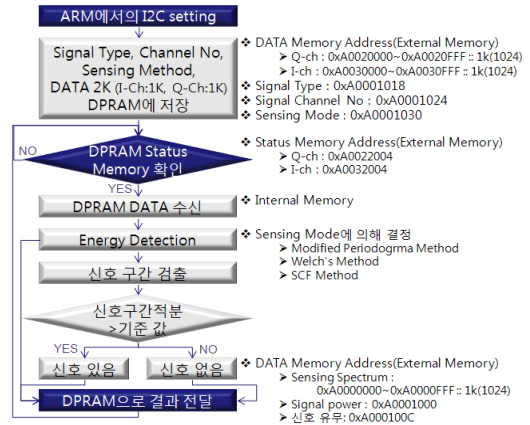 ARM에서의 I2C setting
Signal Type, Channel No,
Sensing Method,
DATA 2K (I-Ch:1K, Q-Ch:1K)
DPRAM에 저장
❖ DATA Memory Address(External Memory)
➢ Q-ch : 0xA0020000~0xA0020FFF :: 1k(1024)
➢ I-ch : 0xA0030000~0xA0030FFF :: 1k(1024)
❖ Signal Type : 0xA0001018
❖ Signal Channel No : 0xA0001024
❖ Sensing Mode : 0xA0001030
NO
DPRAM Status
Memory 확인
YES
❖ Status Memory Address(External Memory)
➢ Q-ch : 0xA0022004
➢ I-ch : 0xA0032004
DPRAM DATA 수신
❖ Internal Memory
Energy Detection
❖ Sensing Mode에 의해 결정
➢ Modified Periodogrma Method
➢ Welch's Method
➢ SCF Method
신호 구간 검출
신호구간적분
>기준 값
YES
NO
신호 있음
신호 없음
DPRAM으로 결과 전달
❖ DATA Memory Address(External Memory)
➢ Sensing Spectrum :
0xA0000000~0xA0000FFF :: 1k(1024)
➢ Signal power : 0xA0001000
➢ 신호 유무: 0xA000100C